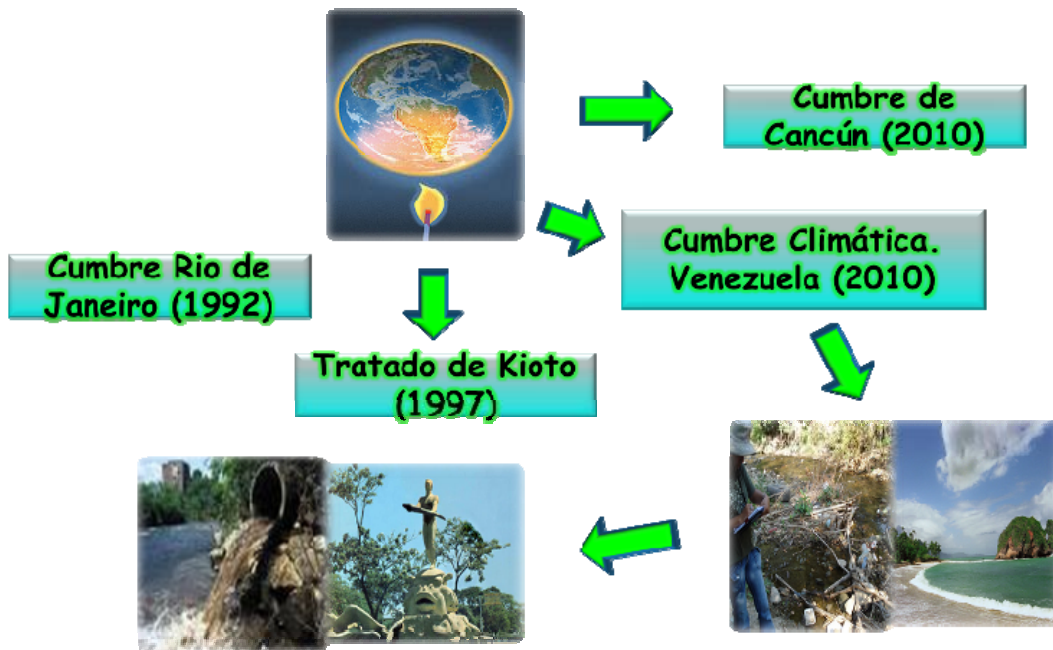 Cumbre de
Cancún (2010)
Cumbre Climática.
Venezuela (2010)
Cumbre Rio de
Janeiro (1992)
Tratado de Kioto
(1997)